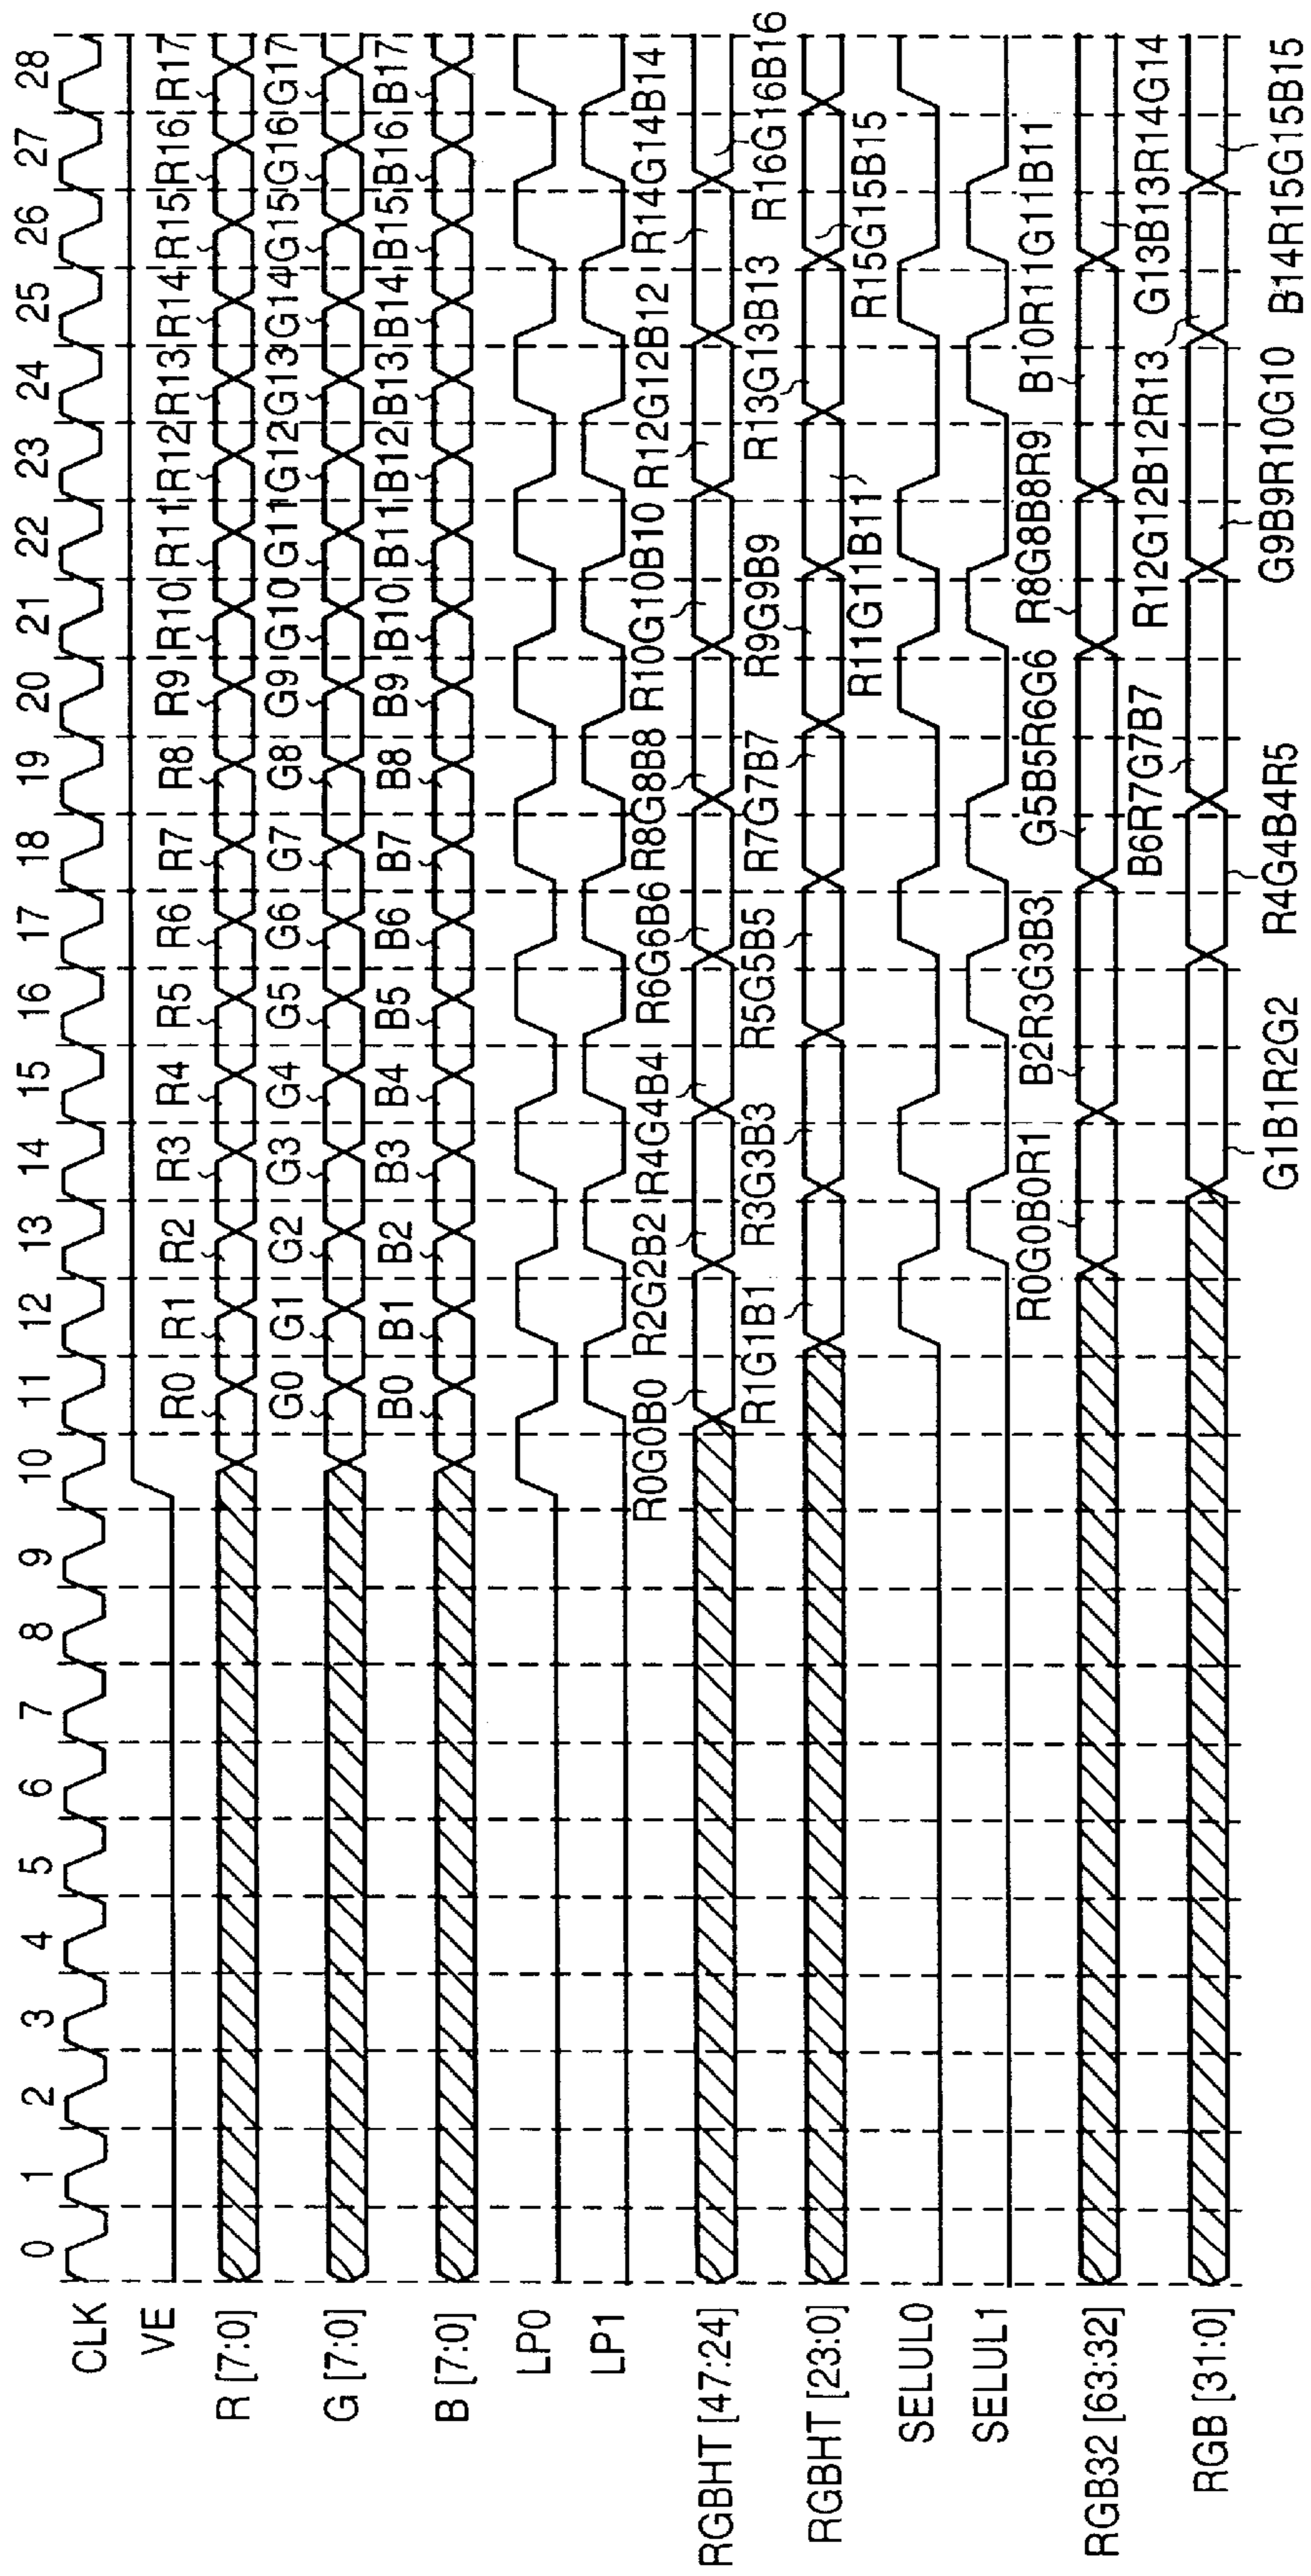 0 1 2 3 4 5 6 7 8 9 10 11 12 13 14 15 16 17 18 19 20 21 22 23 24 25 26 27 28
CLK
VE
R0 R1 R2 R3 R4 R5 R6 R7 R8 R9 R10 R11 R12 R13 R14 R15 R16 R17
R [7:0]
G0 G1 G2 G3 G4 G5 G6 G7 G8 G9 G10 G11 G12 G13 G14 G15 G16 G17
G [7:0]
B0 B1 B2 B3 B4 B5 B6 B7 B8 B9 B10 B11 B12 B13 B14 B15 B16 B17
B [7:0]
LP0
LP1
R0G0B0 R2G2B2 R4G4B4 R6G6B6 R8G8B8 R10G10B10 R12G12B12 R14G14B14
RGBHT [47:24]
R1G1B1 R3G3B3 R5G5B5 R7G7B7 R9G9B9 R13G13B13 R16G16B16
RGBHT [23:0]
R11G11B11 R15G15B15
SELUL0
SELUL1
R0G0B0R1 B2R3G3B3 G5B5R6G6 R8G8B8R9 B10R11G11B11
RGB32 [63:32]
B6R7G7B7 R12G12B12R13 G13B13R14G14
RGB [31:0]
G1B1R2G2 R4G4B4R5 G9B9R10G10 B14R15G15B15